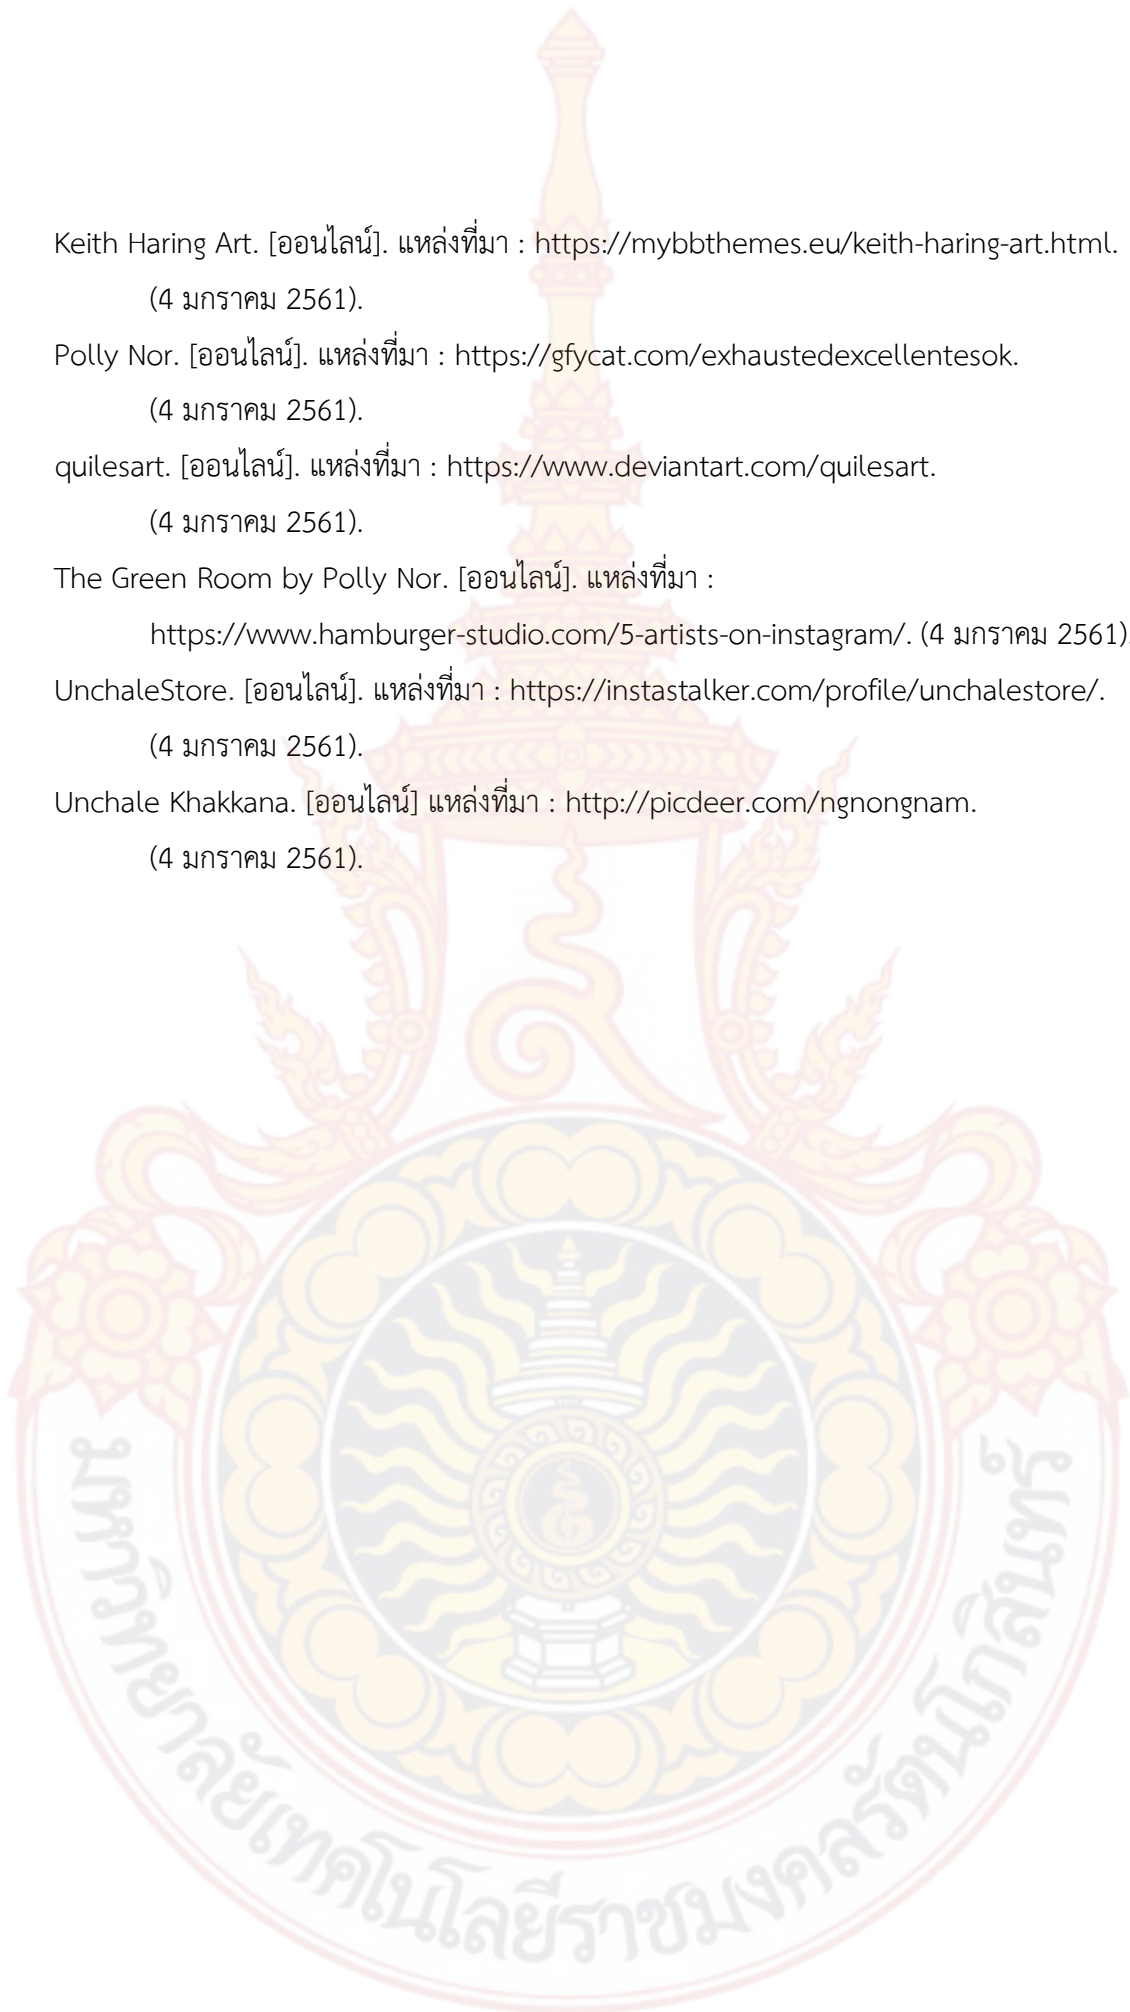 Keith Haring Art. [ออนไลน์]. แหล่งที่มา : https://mybbthemes.eu/keith-haring-art.html.
(4 มกราคม 2561).
Polly Nor. [ออนไลน์]. แหล่งที่มา : https://gfycat.com/exhaustedexcellentesok.
(4 มกราคม 2561).
quilesart. [ออนไลน์]. แหล่งที่มา : https://www.deviantart.com/quilesart.
(4 มกราคม 2561).
The Green Room by Polly Nor. [ออนไลน์]. แหล่งที่มา :
https://www.hamburger-studio.com/5-artists-on-instagram/. (4 มกราคม 2561).
UnchaleStore. [ออนไลน์]. แหล่งที่มา : https://instastalker.com/profile/unchalestore/.
(4 มกราคม 2561).
Unchale Khakkana. [ออนไลน์] แหล่งที่มา : http://picdeer.com/ngnongnam.
(4 มกราคม 2561).
มหาวิทยาลัยเทคโนโลยีราชมงคลรัตนโกสินทร์